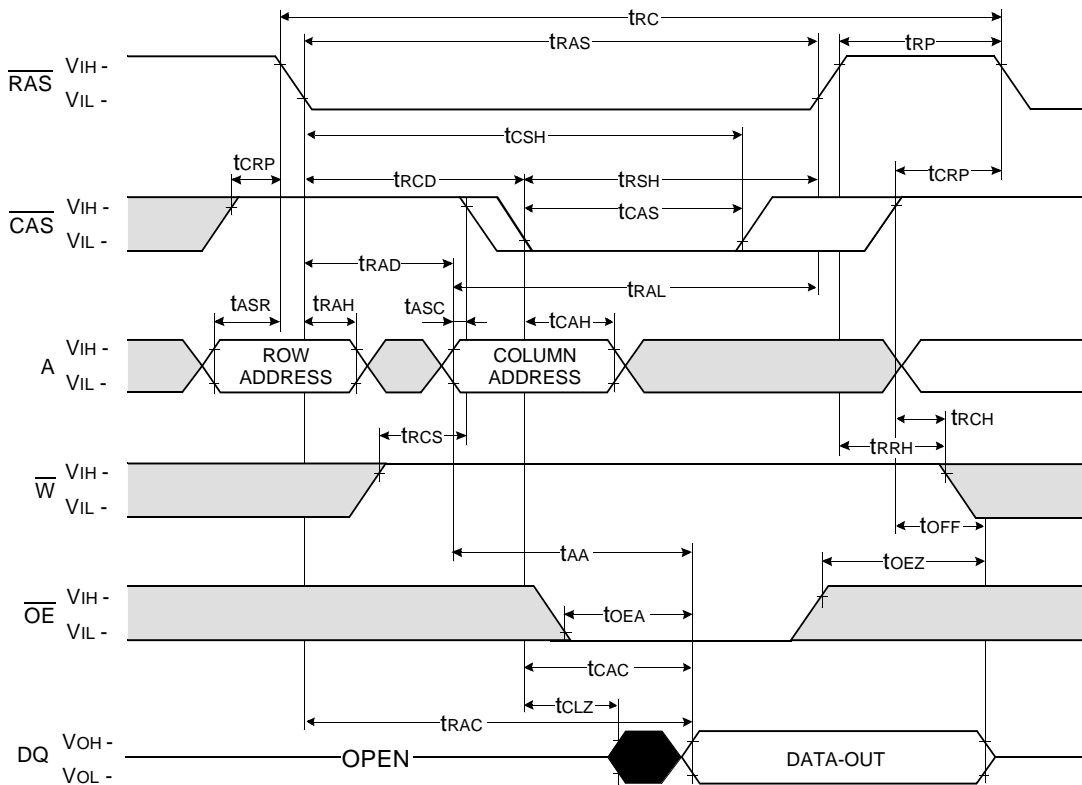 tRC
tRAS
tRP
RAS
VIH -
VIL -
tCSH
tCRP
tRCD
tRSH
tCRP
CAS
VIH -
VIL -
tCAS
tRAD
tRAL
tASR
tRAH
tASC
tCAH
A
VIH -
VIL -
ROW
ADDRESS
COLUMN
ADDRESS
tRCH
tRCS
tRRH
W
VIH -
VIL -
tOFF
tAA
tOEZ
OE
VIH -
VIL -
tOEA
tCAC
tCLZ
tRAC
DQ
VOH -
VOL -
OPEN
DATA-OUT